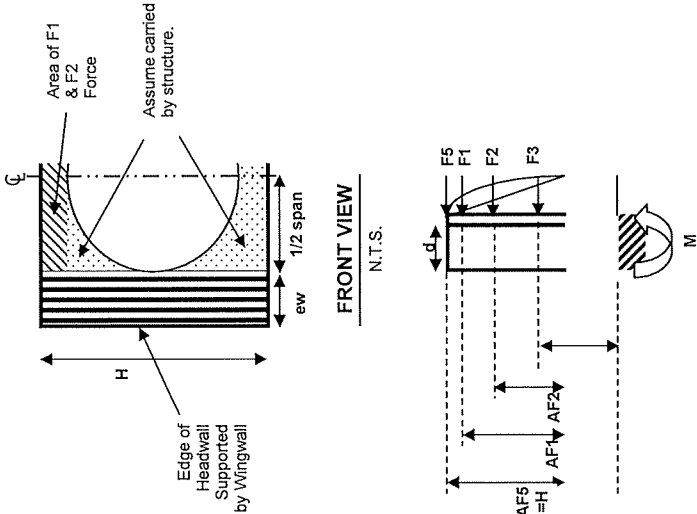 Area of F1
& F2
Force
Assume carried
by structure.
CL
H
Edge of
Headwall
Supported
by Wingwall
ew
1/2 span
FRONT VIEW
N.T.S.
F5
F1
F2
F3
d
AF5
=H
AF1
AF2
M